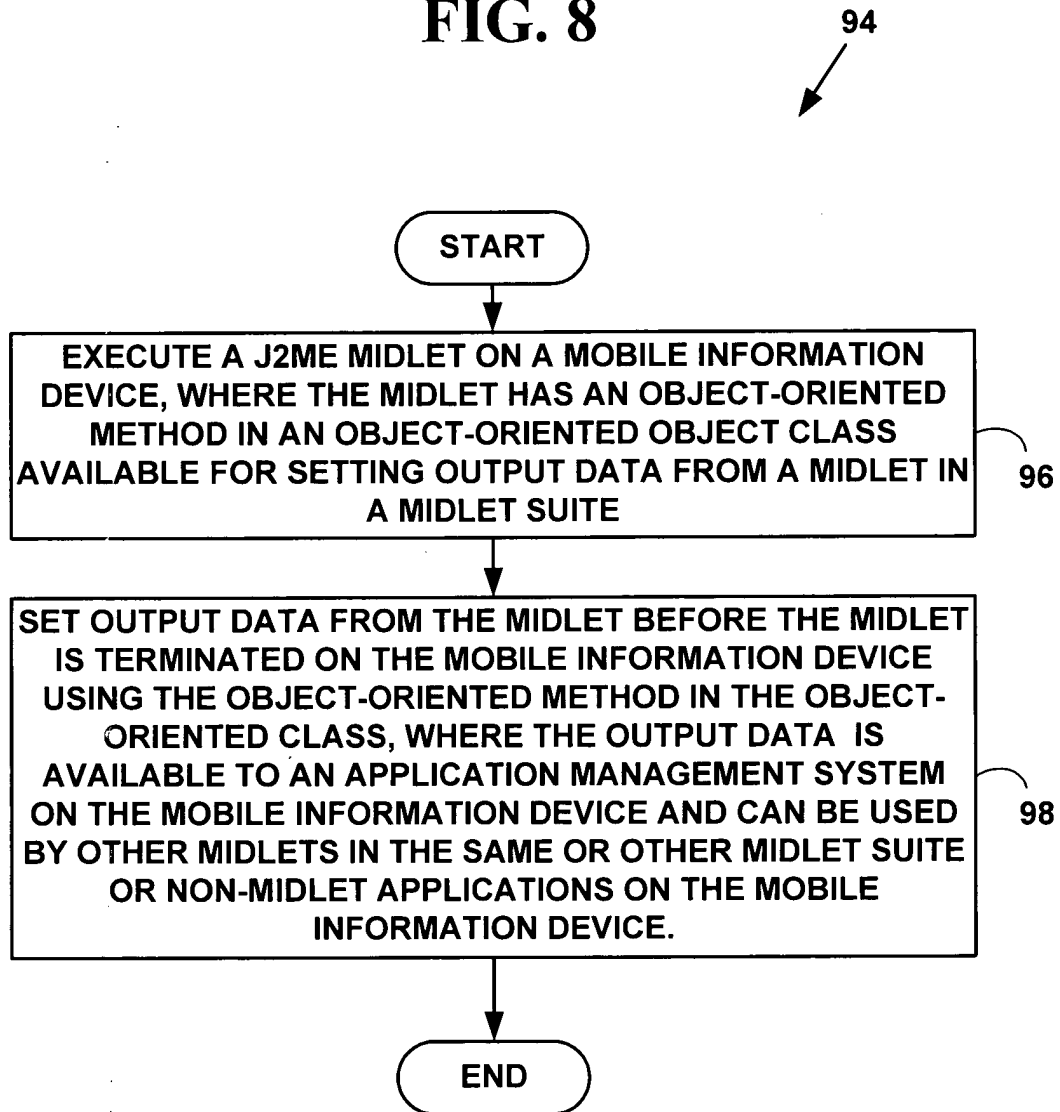 FIG. 8
94
START
EXECUTE A J2ME MIDLET ON A MOBILE INFORMATION
DEVICE, WHERE THE MIDLET HAS AN OBJECT-ORIENTED
METHOD IN AN OBJECT-ORIENTED OBJECT CLASS
AVAILABLE FOR SETTING OUTPUT DATA FROM A MIDLET IN
A MIDLET SUITE
96
SET OUTPUT DATA FROM THE MIDLET BEFORE THE MIDLET
IS TERMINATED ON THE MOBILE INFORMATION DEVICE
USING THE OBJECT-ORIENTED METHOD IN THE OBJECT-
ORIENTED CLASS, WHERE THE OUTPUT DATA IS
AVAILABLE TO AN APPLICATION MANAGEMENT SYSTEM
ON THE MOBILE INFORMATION DEVICE AND CAN BE USED
BY OTHER MIDLETS IN THE SAME OR OTHER MIDLET SUITE
OR NON-MIDLET APPLICATIONS ON THE MOBILE
INFORMATION DEVICE.
98
END